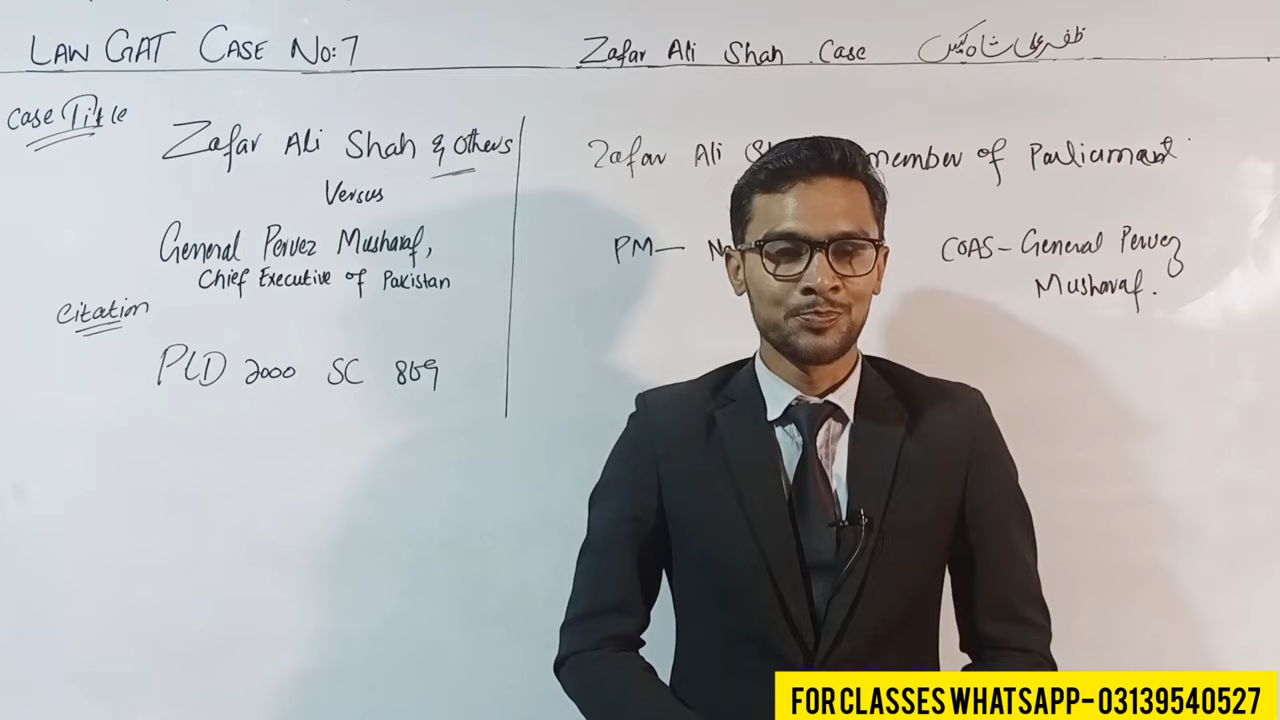 LAW GAT CASE NO:7
Zafar Ali Shah Case ظفر علی شاہ کیس
Case Title
Zafar Ali Shah & Others
Versus
General Pervez Musharaf,
Chief Executive of Pakistan
Citation
PLD 2000 SC 869
Zafar Ali member of Parliament
PM—
COAS - General Pervez
Musharaf.
FOR CLASSES WHATSAPP-03139540527